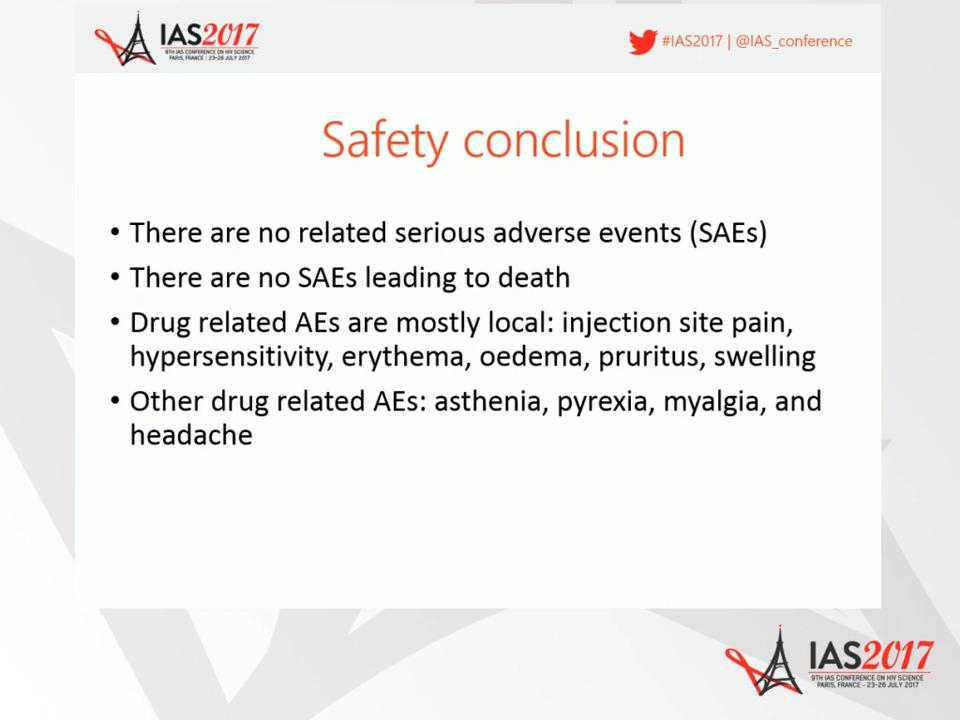 IAS2017
9TH IAS CONFERENCE ON HIV SCIENCE
PARIS, FRANCE | 23-26 JULY 2017
#IAS2017 | @IAS_conference
Safety conclusion
• There are no related serious adverse events (SAEs)
• There are no SAEs leading to death
• Drug related AEs are mostly local: injection site pain,
hypersensitivity, erythema, oedema, pruritus, swelling
• Other drug related AEs: asthenia, pyrexia, myalgia, and
headache
IAS2017
9TH IAS CONFERENCE ON HIV SCIENCE
PARIS, FRANCE - 23-26 JULY 2017